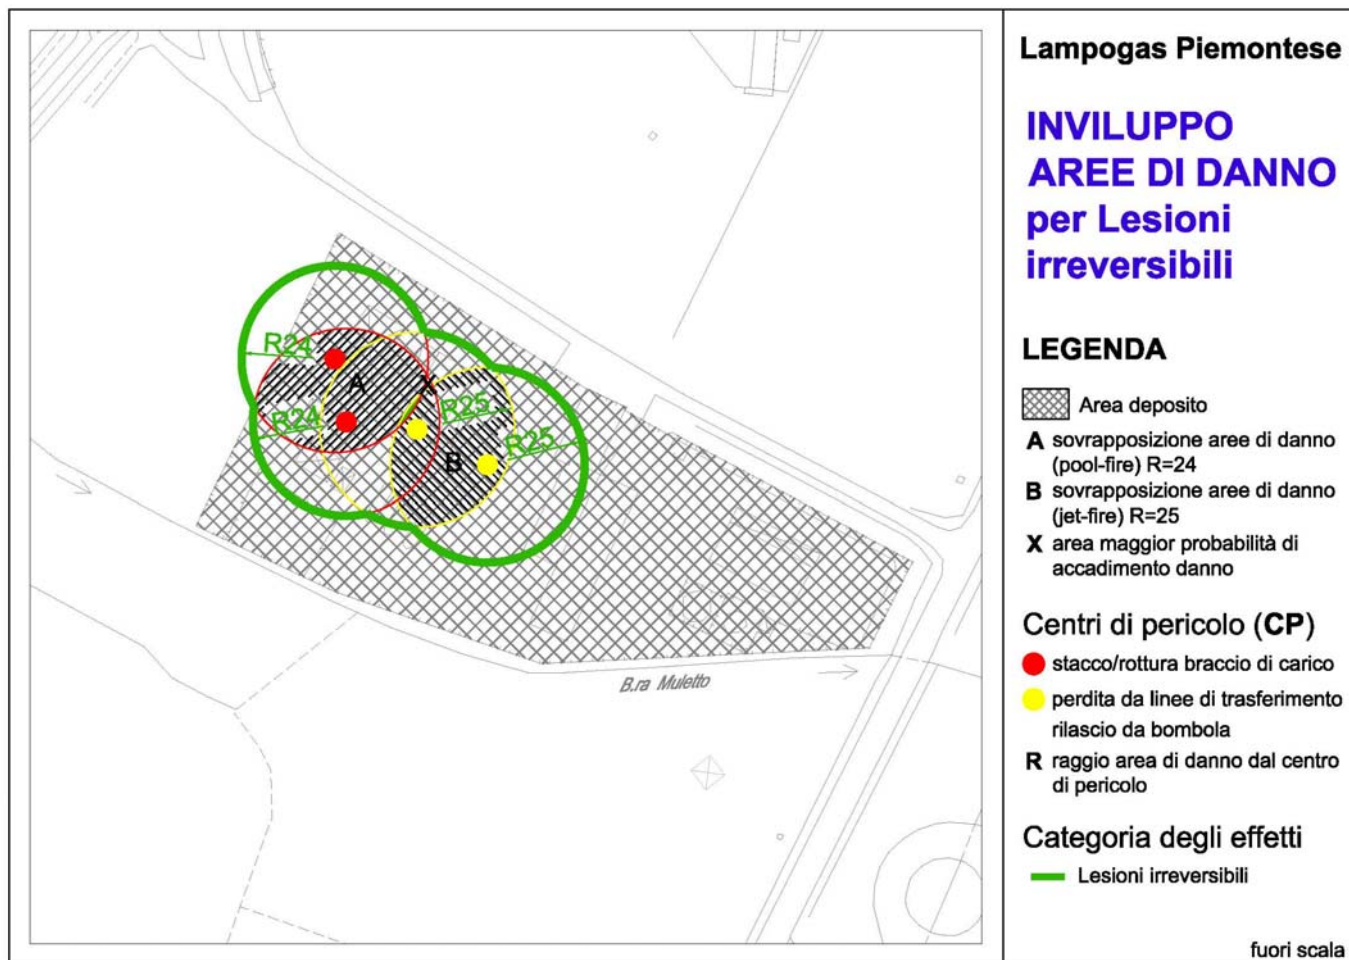 Lampogas Piemontese
INVILUPPO
AREE DI DANNO
per Lesioni
irreversibili
LEGENDA
Area deposito
A sovrapposizione aree di danno
(pool-fire) R=24
B sovrapposizione aree di danno
(jet-fire) R=25
X area maggior probabilità di
accadimento danno
Centri di pericolo (CP)
stacco/rottura braccio di carico
perdita da linee di trasferimento
rilascio da bombola
R raggio area di danno dal centro
di pericolo
Categoria degli effetti
Lesioni irreversibili
fuori scala
R24
A
X
R24
R25
R25
B
B.ra Muletto